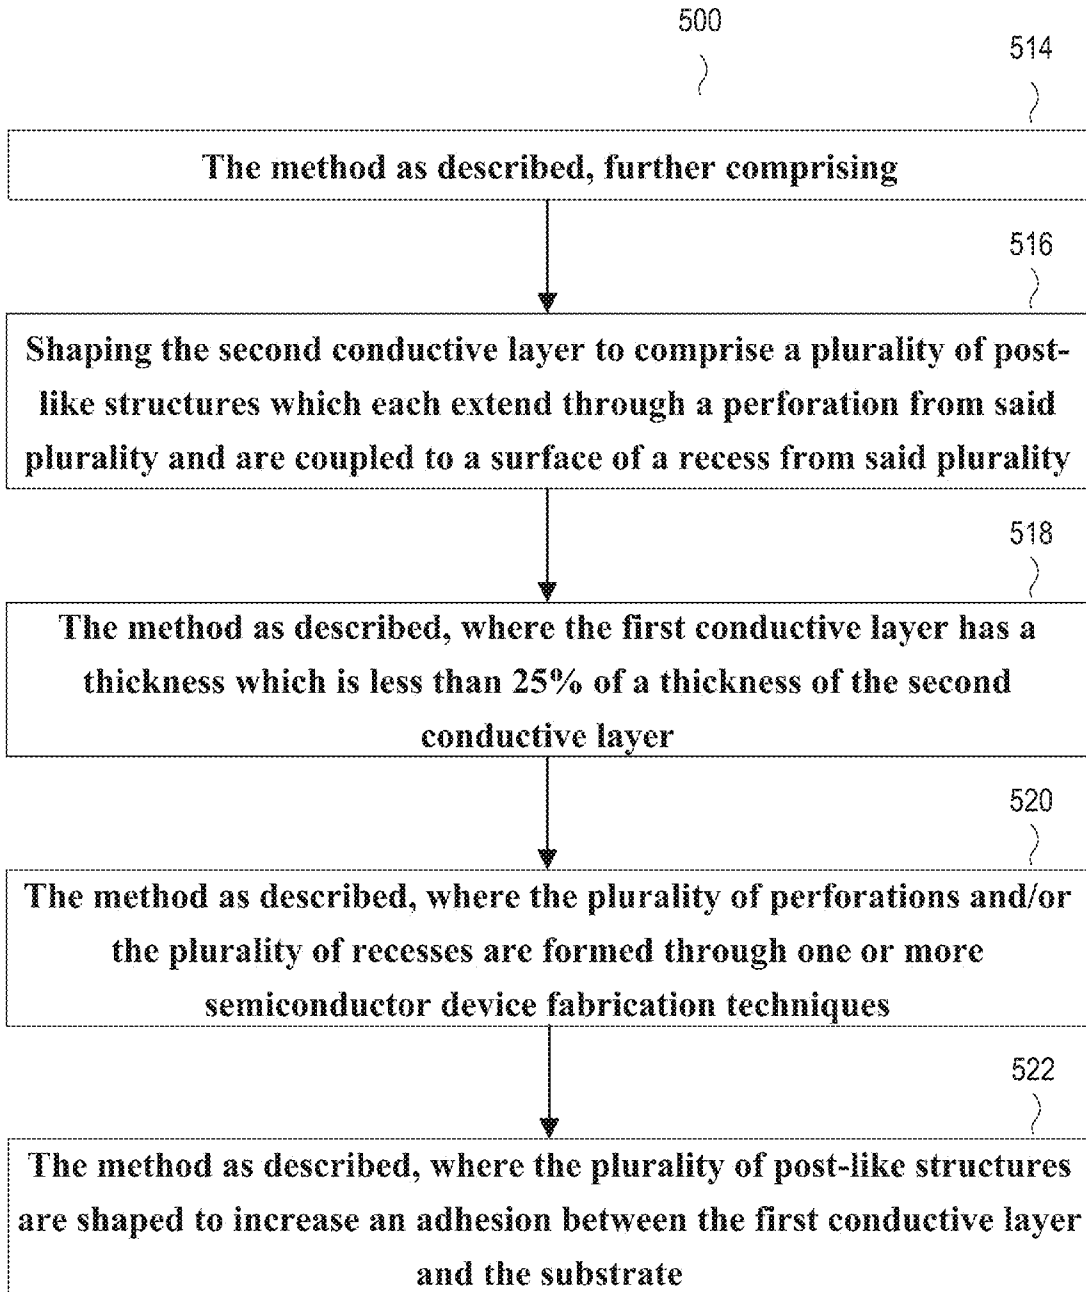 500
514
The method as described, further comprising
516
Shaping the second conductive layer to comprise a plurality of post-
like structures which each extend through a perforation from said
plurality and are coupled to a surface of a recess from said plurality
518
The method as described, where the first conductive layer has a
thickness which is less than 25% of a thickness of the second
conductive layer
520
The method as described, where the plurality of perforations and/or
the plurality of recesses are formed through one or more
semiconductor device fabrication techniques
522
The method as described, where the plurality of post-like structures
are shaped to increase an adhesion between the first conductive layer
and the substrate